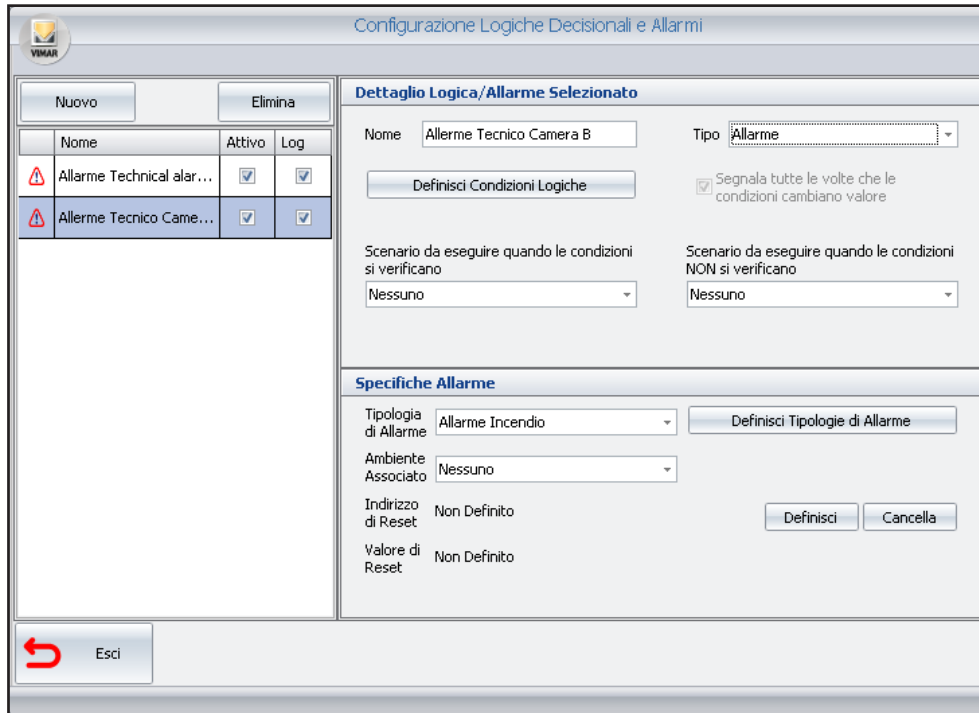 Configurazione Logiche Decisionali e Allarmi
VIMAR
Nuovo
Elimina
Nome Attivo Log
Allarme Technical alar...
Allerme Tecnico Came...
Dettaglio Logica/Allarme Selezionato
Nome Allerme Tecnico Camera B Tipo Allarme
Definisci Condizioni Logiche
Segnala tutte le volte che le
condizioni cambiano valore
Scenario da eseguire quando le condizioni
si verificano
Nessuno
Scenario da eseguire quando le condizioni
NON si verificano
Nessuno
Specifiche Allarme
Tipologia
di Allarme
Allarme Incendio
Definisci Tipologie di Allarme
Ambiente
Associato
Nessuno
Indirizzo
di Reset
Non Definito
Definisci
Cancella
Valore di
Reset
Non Definito
Esci